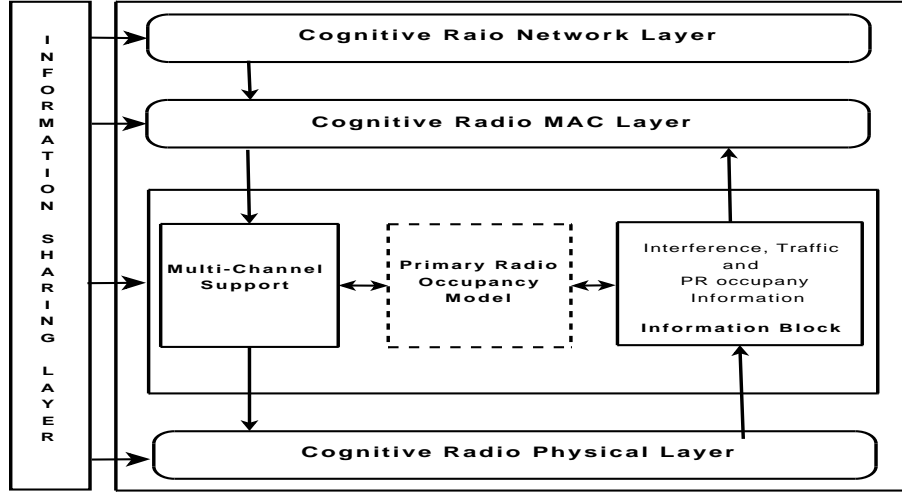 INFORMATION SHARING LAYER
Cognitive Raio Network Layer
Cognitive Radio MAC Layer
Multi-Channel
Support
Primary Radio
Occupancy
Model
Interference, Traffic
and
PR occupany
Information
Information Block
Cognitive Radio Physical Layer